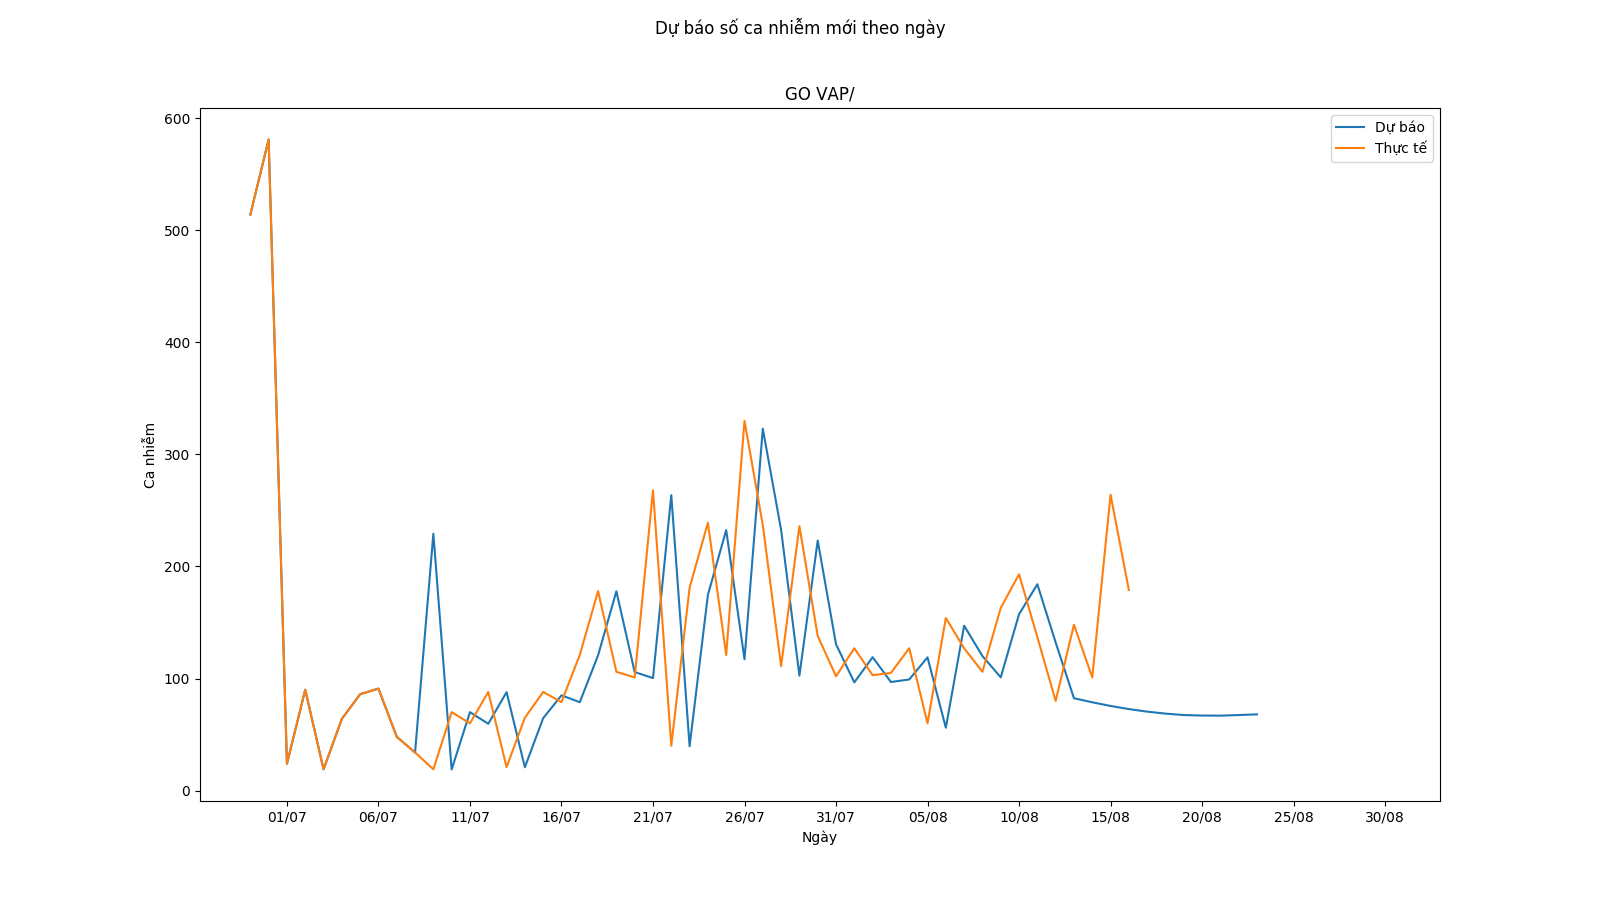 Dự báo số ca nhiễm mới theo ngày
GO VAP/
Dự báo
Thực tế
Ca nhiễm
600
500
400
300
200
100
0
01/07 06/07 11/07 16/07 21/07 26/07 31/07 05/08 10/08 15/08 20/08 25/08 30/08
Ngày